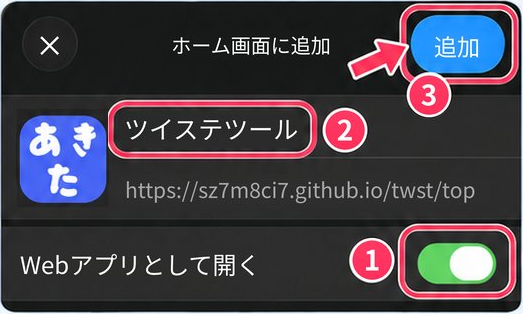 ホーム画面に追加
追加
3
あき
た
ツイステツール
2
https://sz7m8ci7.github.io/twst/top
Webアプリとして開く
1